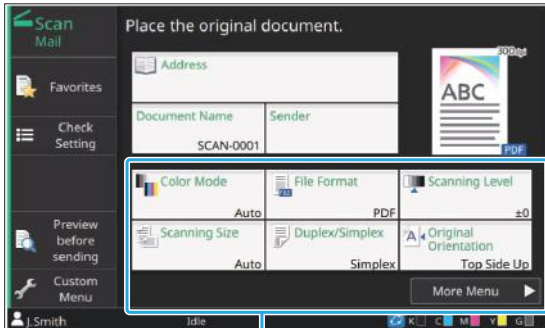 Scan
Mail
Place the original document.
300dpi
Address
ABC
Favorites
Document Name
Sender
SCAN-0001
PDF
Check
Setting
Color Mode
File Format
Scanning Level
Auto
PDF
±0
Scanning Size
Duplex/Simplex
Original
Orientation
Auto
Simplex
Top Side Up
Preview
before
sending
Custom
Menu
More Menu
J.Smith
Idle
K C M Y G